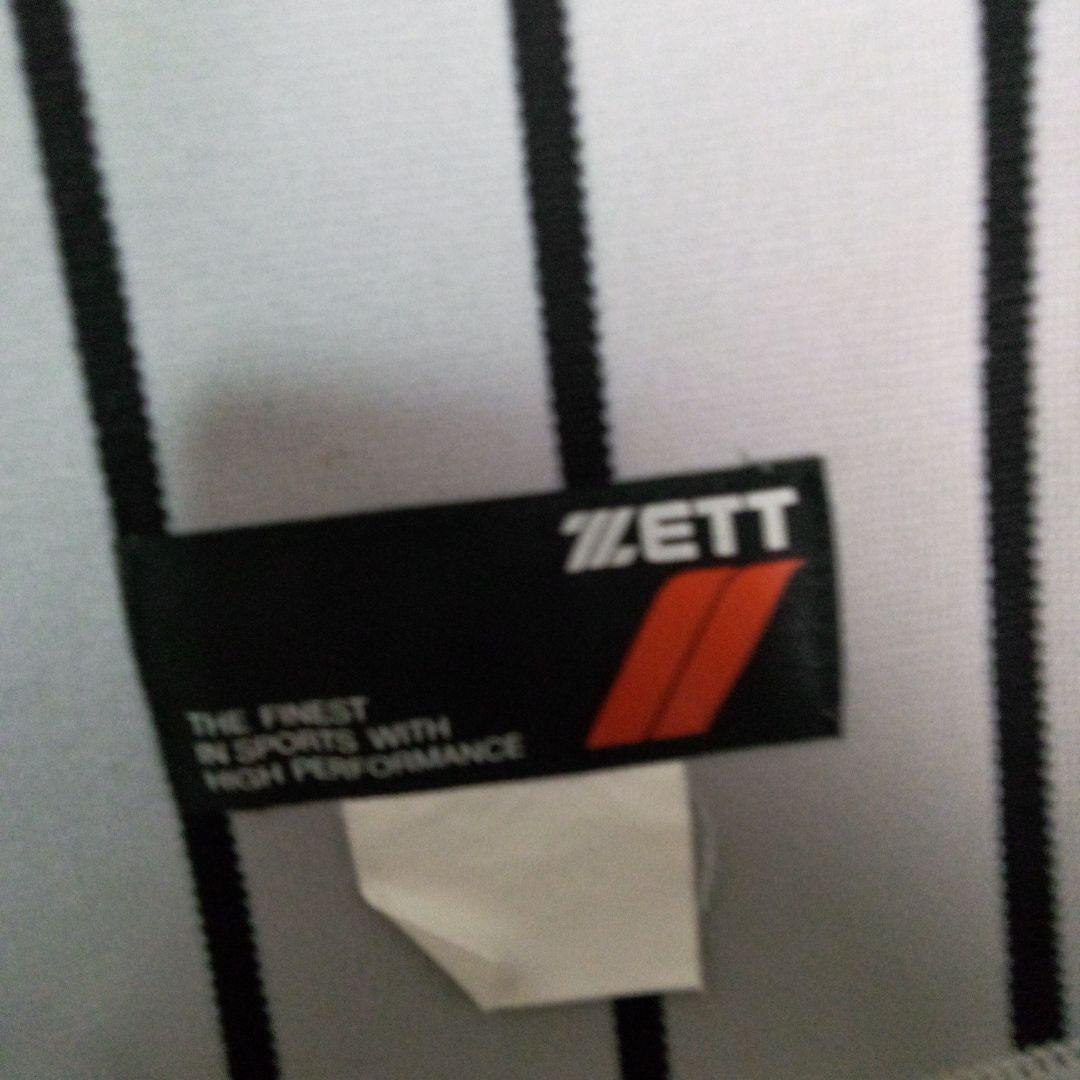 ZETT
THE FINEST
IN SPORTS WITH
HIGH PERFORMANCE